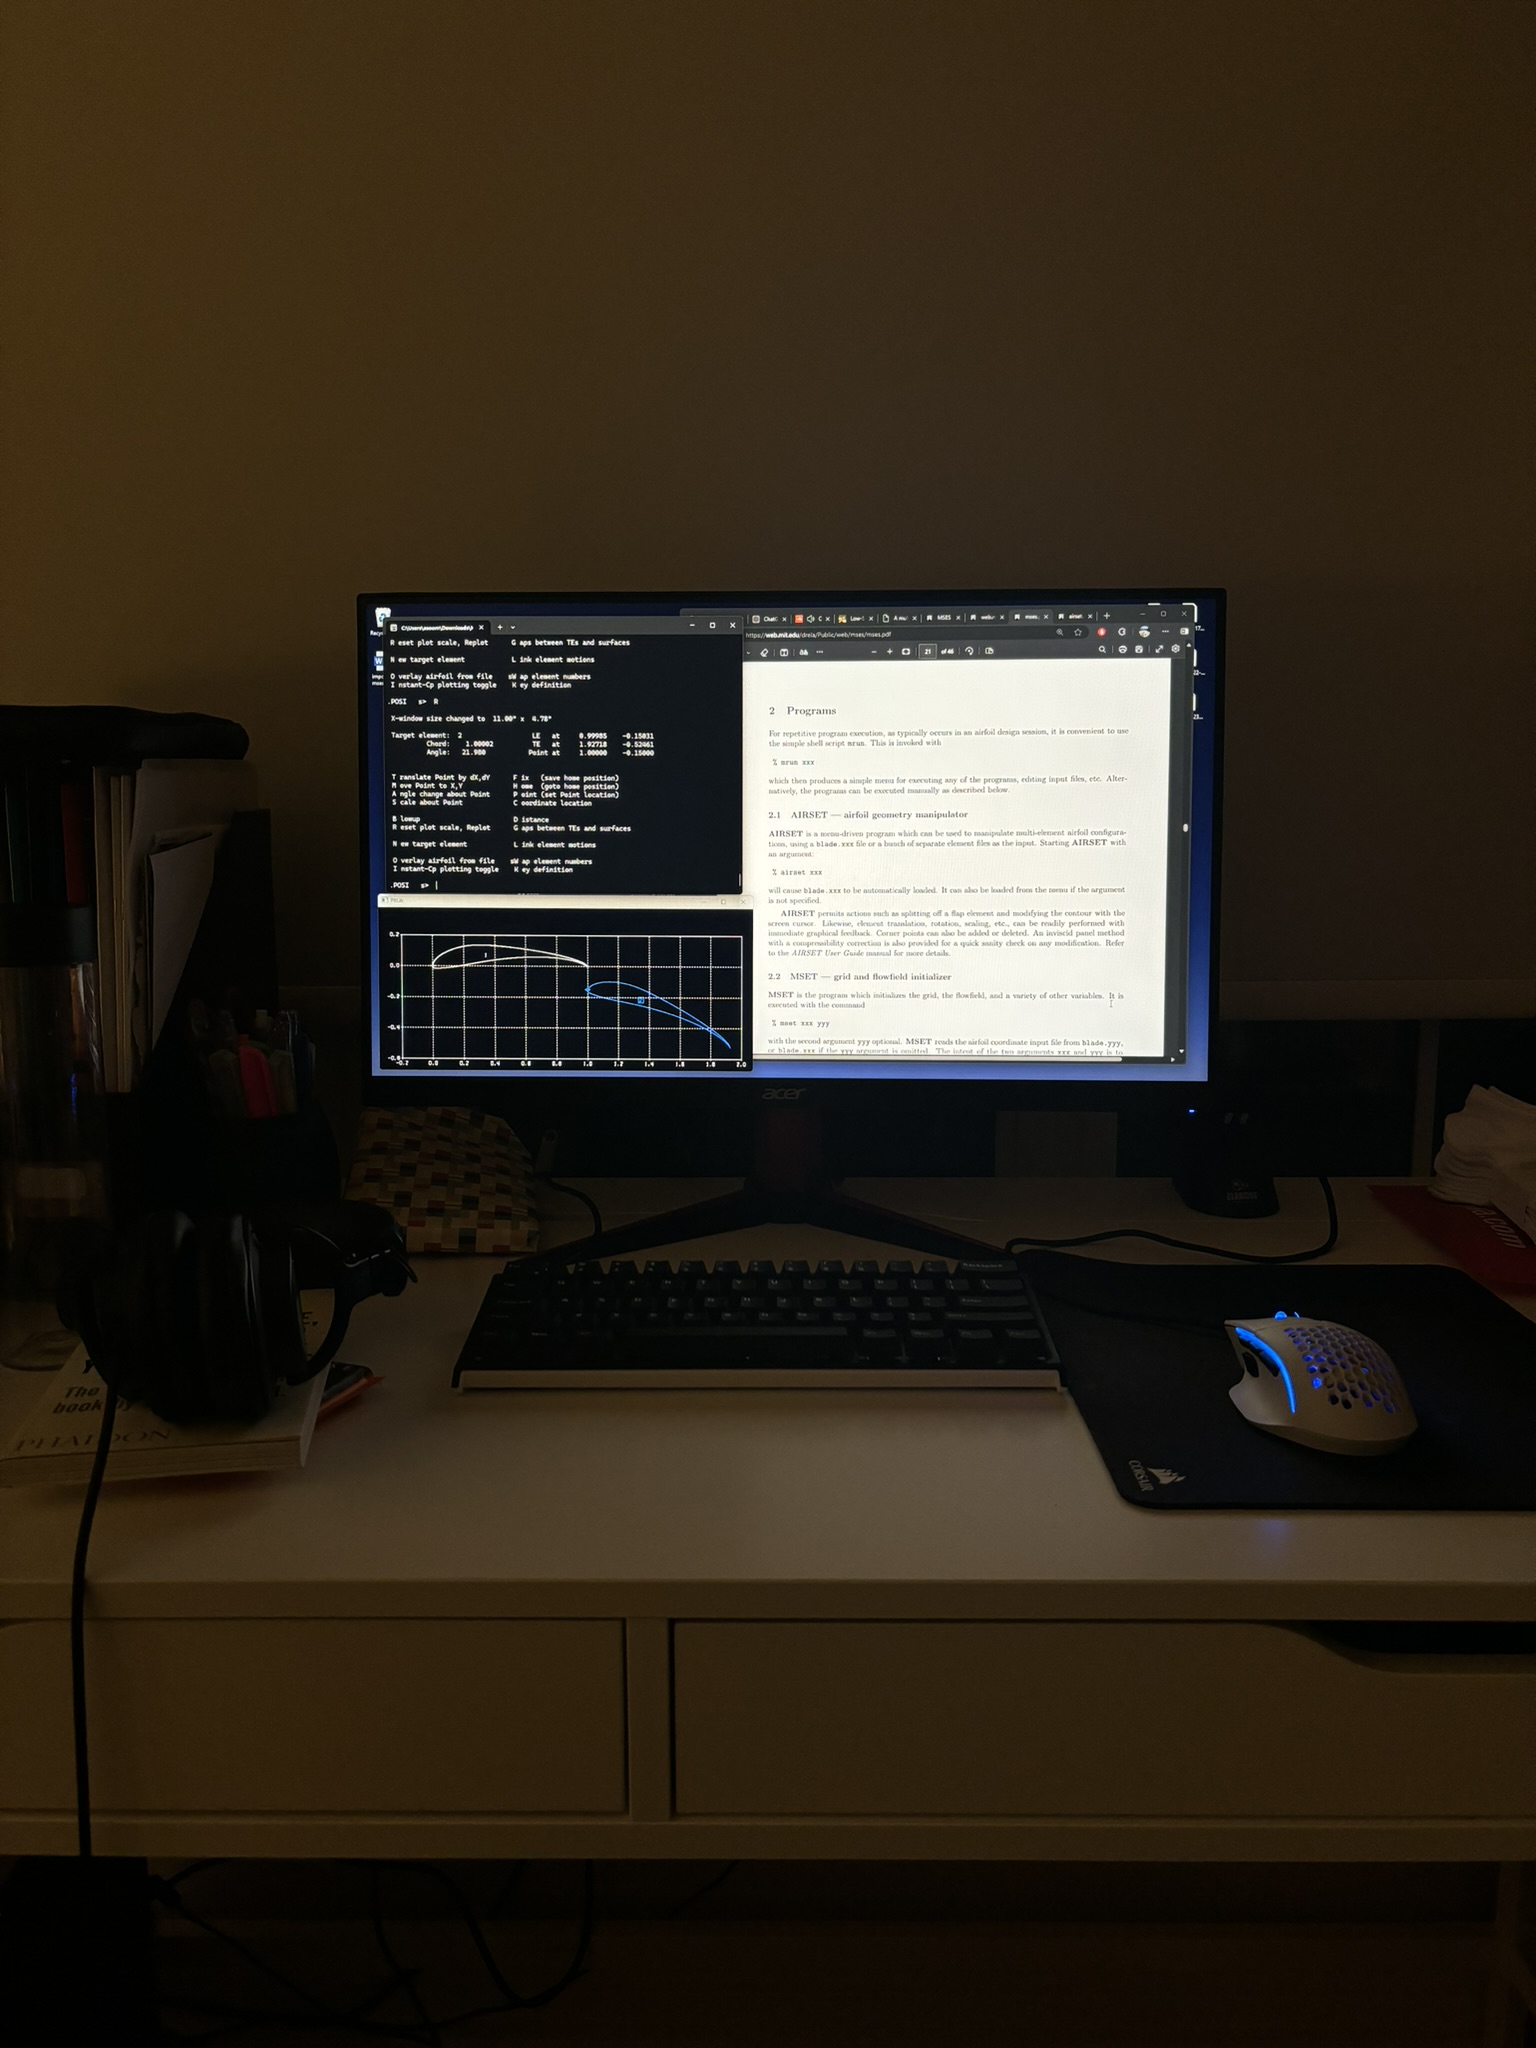 R eset plot scale, Replot G aps between TEs and surfaces
N ew target element L ink element motions
O verlay airfoil from file sW ap element numbers
I nstant-Cp plotting toggle K ey definition
.POSI s> R
X-window size changed to 11.00" x 4.78"
Target element: 2 LE at 0.99985 -0.15031
Chord: 1.00002 TE at 1.92718 -0.52461
Angle: 21.980 Point at 1.00000 -0.15000
T ranslate Point by dX,dY F ix (save home position)
M ove Point to X,Y H ome (goto home position)
A ngle change about Point P oint (set Point location)
S cale about Point C oordinate location
B lowup D istance
R eset plot scale, Replot G aps between TEs and surfaces
N ew target element L ink element motions
O verlay airfoil from file sW ap element numbers
I nstant-Cp plotting toggle K ey definition
.POSI s>
0.2
0.0
-0.2
-0.4
-0.6
-0.2 0.0 0.2 0.4 0.6 0.8 1.0 1.2 1.4 1.6 1.8 2.0
MSES
https://web.mit.edu/drela/Public/web/mses/mses.pdf
21 of 46
2 Programs
For repetitive program execution, as typically occurs in an airfoil design session, it is convenient to use
the simple shell script mrun. This is invoked with
% mrun xxx
which then produces a simple menu for executing any of the programs, editing input files, etc. Alter-
natively, the programs can be executed manually as described below.
2.1 AIRSET — airfoil geometry manipulator
AIRSET is a menu-driven program which can be used to manipulate multi-element airfoil configura-
tions, using a blade.xxx file or a bunch of separate element files as the input. Starting AIRSET with
an argument:
% airset xxx
will cause blade.xxx to be automatically loaded. It can also be loaded from the menu if the argument
is not specified.
AIRSET permits actions such as splitting off a flap element and modifying the contour with the
screen cursor. Likewise, element translation, rotation, scaling, etc., can be readily performed with
immediate graphical feedback. Corner points can also be added or deleted. An inviscid panel method
with a compressibility correction is also provided for a quick sanity check on any modification. Refer
to the AIRSET User Guide manual for more details.
2.2 MSET — grid and flowfield initializer
MSET is the program which initializes the grid, the flowfield, and a variety of other variables. It is
executed with the command
% mset xxx yyy
with the second argument yyy optional. MSET reads the airfoil coordinate input file from blade.yyy,
or blade.xxx if the yyy argument is omitted. The intent of the two arguments xxx and yyy is to
acer
.com
The
book
PHAIDON
CORSAIR